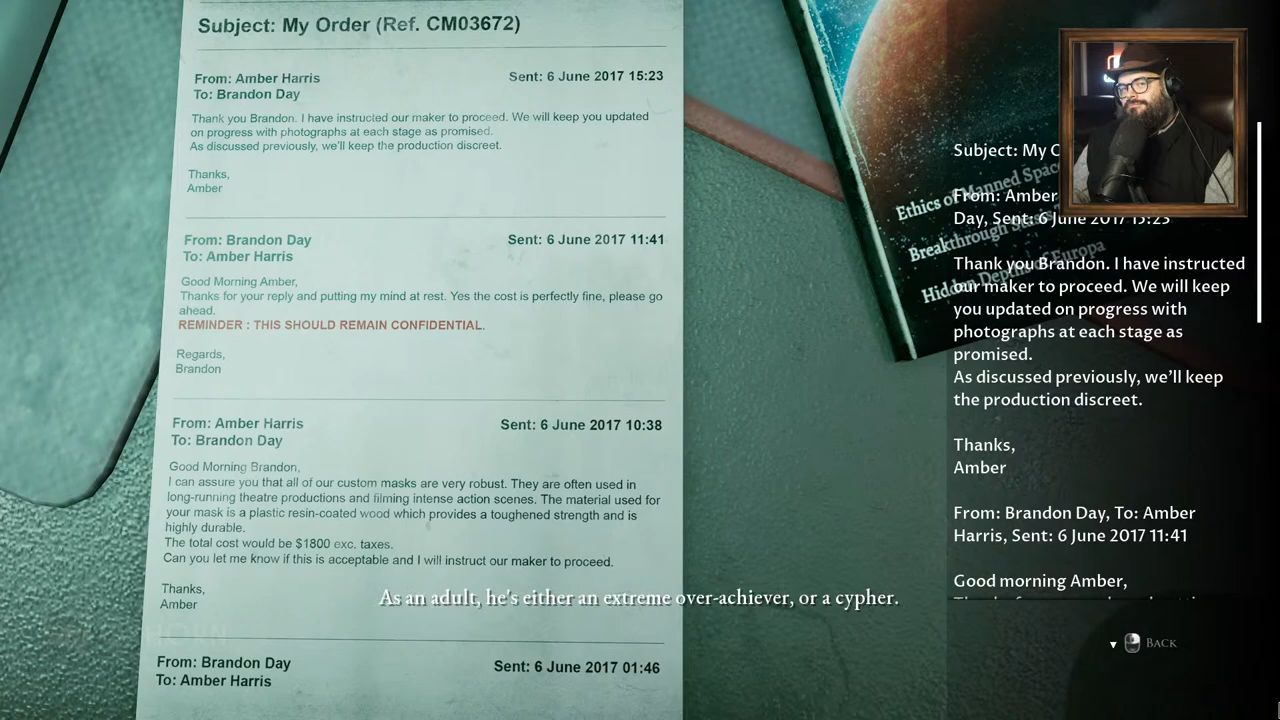 Subject: My Order (Ref. CM03672)
From: Amber Harris
Sent: 6 June 2017 15:23
To: Brandon Day
Thank you Brandon. I have instructed our maker to proceed. We will keep you updated
on progress with photographs at each stage as promised.
As discussed previously, we'll keep the production discreet.
Thanks,
Amber
From: Brandon Day
Sent: 6 June 2017 11:41
To: Amber Harris
Good Morning Amber,
Thanks for your reply and putting my mind at rest. Yes the cost is perfectly fine, please go
ahead.
REMINDER : THIS SHOULD REMAIN CONFIDENTIAL.
Regards,
Brandon
From: Amber Harris
Sent: 6 June 2017 10:38
To: Brandon Day
Good Morning Brandon,
I can assure you that all of our custom masks are very robust. They are often used in
long-running theatre productions and filming intense action scenes. The material used for
your mask is a plastic resin-coated wood which provides a toughened strength and is
highly durable.
The total cost would be $1800 exc. taxes.
Can you let me know if this is acceptable and I will instruct our maker to proceed.
Thanks,
Amber
From: Brandon Day
Sent: 6 June 2017 01:46
To: Amber Harris
As an adult, he's either an extreme over-achiever, or a cypher.
Ethics of Manned Space
Breakthrough
Hidden Depths of Europa
Subject: My O
From: Amber
Day, Sent: 6 June 2017 15:23
Thank you Brandon. I have instructed
our maker to proceed. We will keep
you updated on progress with
photographs at each stage as
promised.
As discussed previously, we'll keep
the production discreet.
Thanks,
Amber
From: Brandon Day, To: Amber
Harris, Sent: 6 June 2017 11:41
Good morning Amber,
BACK